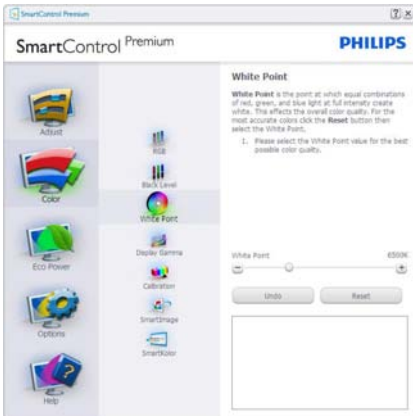 SmartControl Premium
SmartControl Premium
PHILIPS
Adjust
Color
Eco Power
Options
Help
RGB
Black Level
White Point
Display Gamma
Calibration
SmartImage
SmartKolor
White Point
White Point is the point at which equal combinations
of red, green, and blue light at full intensity create
white. This effects the overall color quality. For the
most accurate colors click the Reset button then
select the White Point.
1. Please select the White Point value for the best
possible color quality.
White Point 6500K
Undo Reset